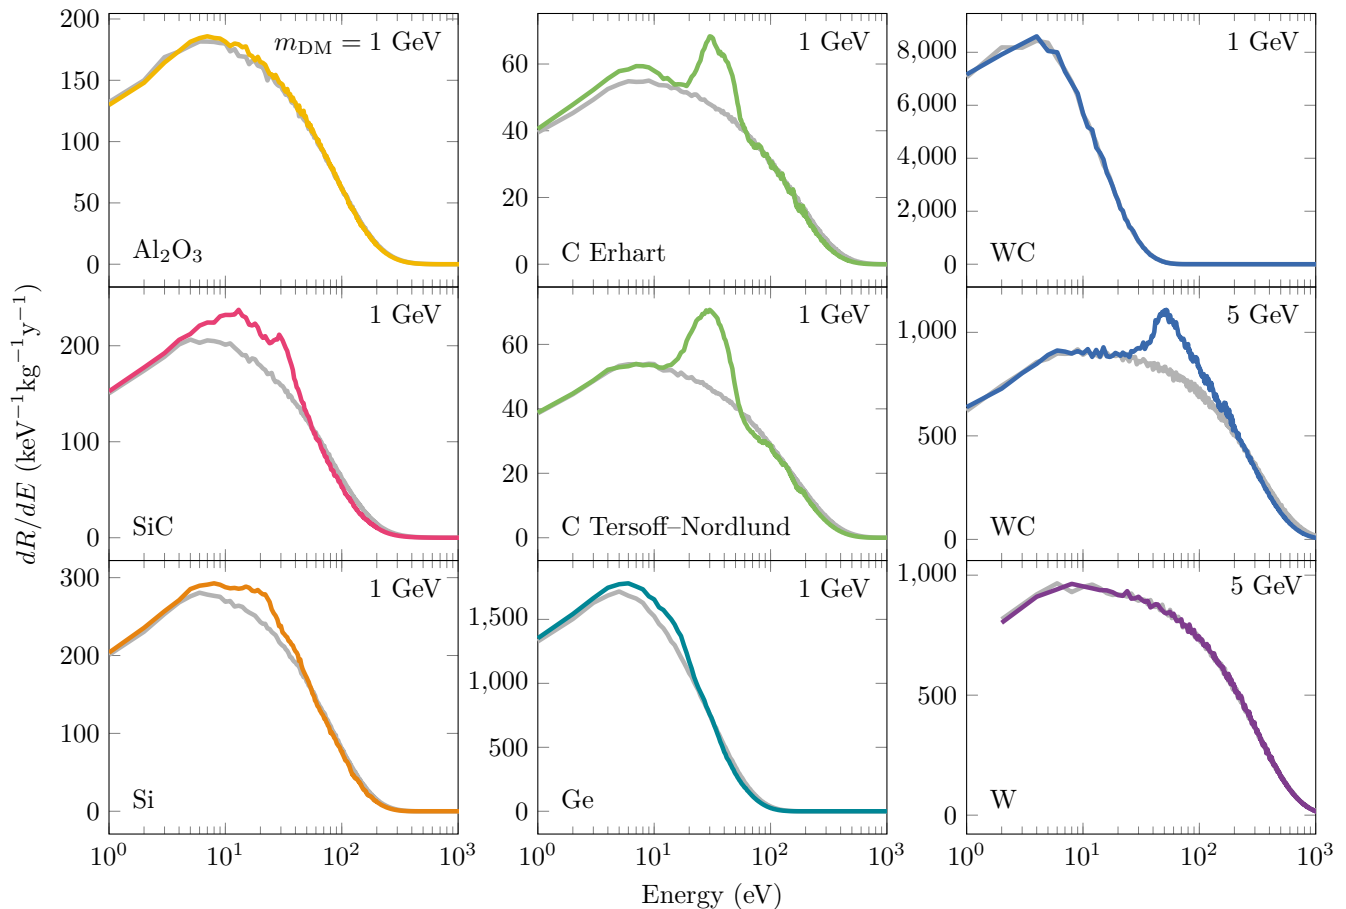 200
150
100
50
0
m_DM = 1 GeV
Al₂O₃
60
40
20
0
1 GeV
C Erhart
8,000
6,000
4,000
2,000
0
1 GeV
WC
dR/dE (keV⁻¹kg⁻¹y⁻¹)
200
100
0
1 GeV
SiC
60
40
20
0
1 GeV
C Tersoff–Nordlund
1,000
500
0
5 GeV
WC
300
200
100
0
1 GeV
Si
10⁰ 10¹ 10² 10³
1,500
1,000
500
0
1 GeV
Ge
10⁰ 10¹ 10² 10³
1,000
500
0
5 GeV
W
10⁰ 10¹ 10² 10³
Energy (eV)